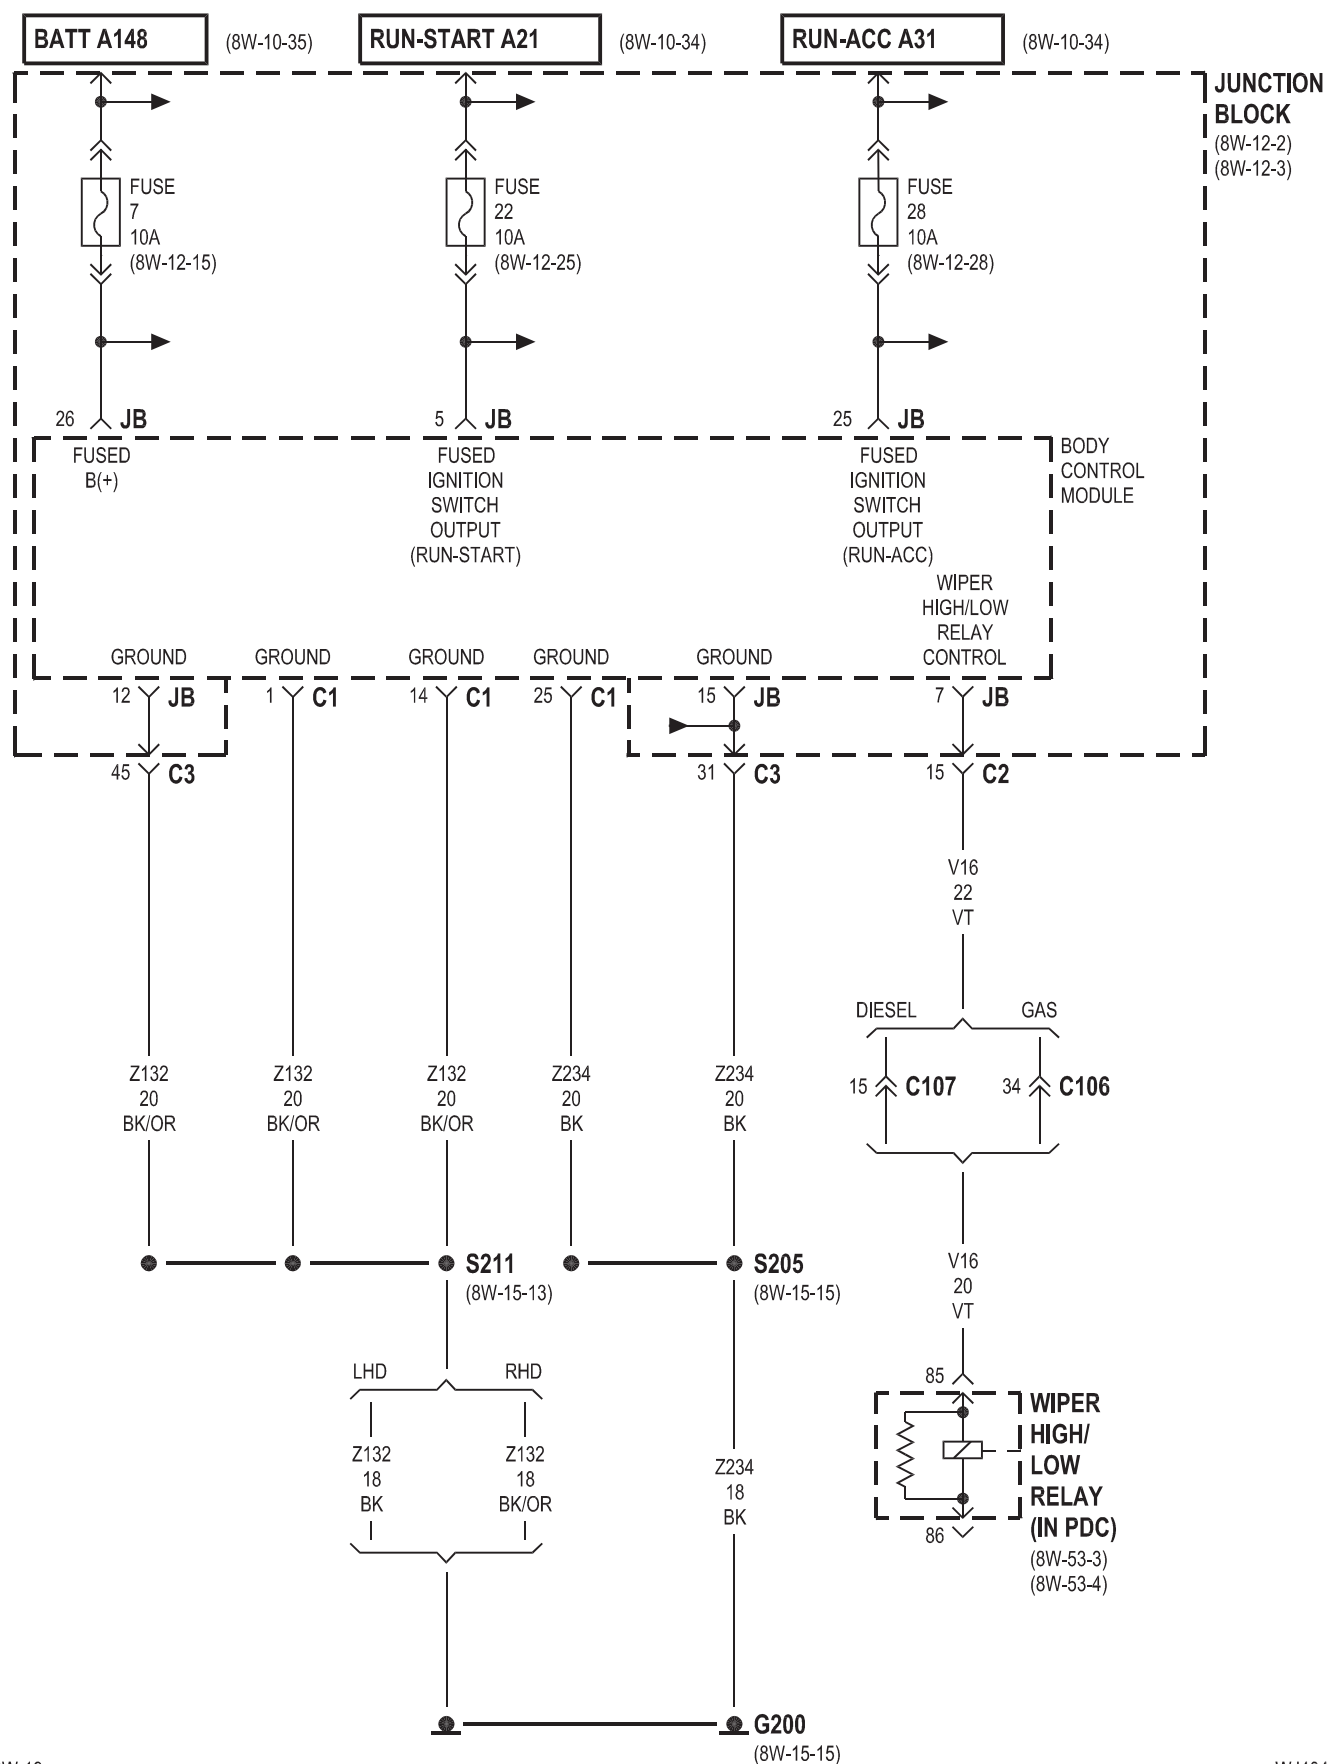 BATT A148 (8W-10-35) RUN-START A21 (8W-10-34) RUN-ACC A31 (8W-10-34)
JUNCTION
BLOCK
(8W-12-2)
(8W-12-3)
FUSE
7
10A
(8W-12-15)
FUSE
22
10A
(8W-12-25)
FUSE
28
10A
(8W-12-28)
26 JB
5 JB
25 JB
FUSED
B(+)
FUSED
IGNITION
SWITCH
OUTPUT
(RUN-START)
FUSED
IGNITION
SWITCH
OUTPUT
(RUN-ACC)
BODY
CONTROL
MODULE
WIPER
HIGH/LOW
RELAY
CONTROL
GROUND GROUND GROUND GROUND GROUND
12 JB 1 C1 14 C1 25 C1 15 JB 7 JB
45 C3 31 C3 15 C2
V16
22
VT
DIESEL GAS
15 C107 34 C106
Z132
20
BK/OR
Z132
20
BK/OR
Z132
20
BK/OR
Z234
20
BK
Z234
20
BK
S211
(8W-15-13)
S205
(8W-15-15)
V16
20
VT
LHD RHD
Z132
18
BK
Z132
18
BK/OR
Z234
18
BK
85
WIPER
HIGH/
LOW
RELAY
(IN PDC)
(8W-53-3)
(8W-53-4)
86
G200
(8W-15-15)